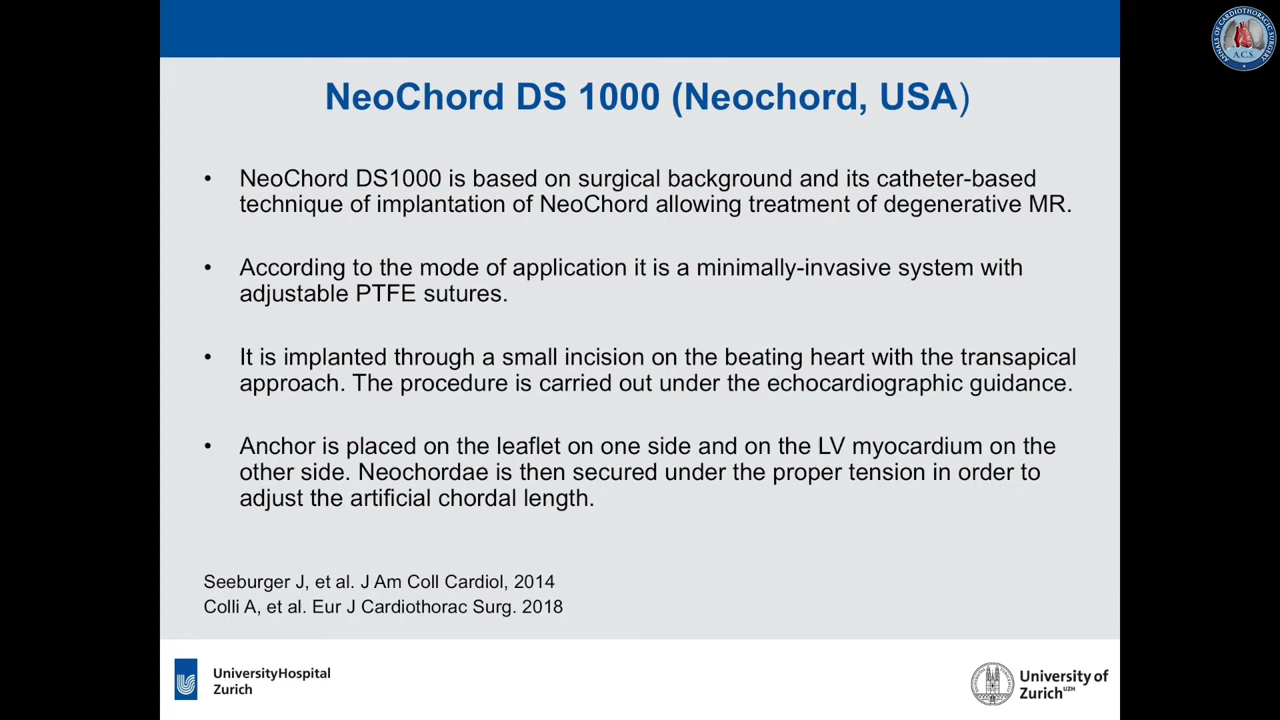 ANNALS OF CARDIOTHORACIC SURGERY
A.C.S
NeoChord DS 1000 (Neochord, USA)
• NeoChord DS1000 is based on surgical background and its catheter-based
technique of implantation of NeoChord allowing treatment of degenerative MR.
• According to the mode of application it is a minimally-invasive system with
adjustable PTFE sutures.
• It is implanted through a small incision on the beating heart with the transapical
approach. The procedure is carried out under the echocardiographic guidance.
• Anchor is placed on the leaflet on one side and on the LV myocardium on the
other side. Neochordae is then secured under the proper tension in order to
adjust the artificial chordal length.
Seeburger J, et al. J Am Coll Cardiol, 2014
Colli A, et al. Eur J Cardiothorac Surg. 2018
UniversityHospital
Zurich
University of
Zurich UZH